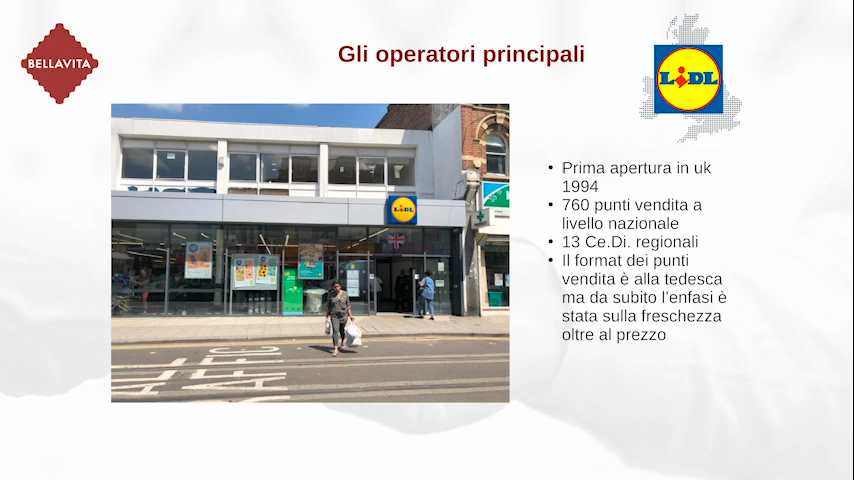 BELLAVITA
Gli operatori principali
LIDL
LIDL
• Prima apertura in uk
1994
• 760 punti vendita a
livello nazionale
• 13 Ce.Di. regionali
• Il format dei punti
vendita è alla tedesca
ma da subito l'enfasi è
stata sulla freschezza
oltre al prezzo